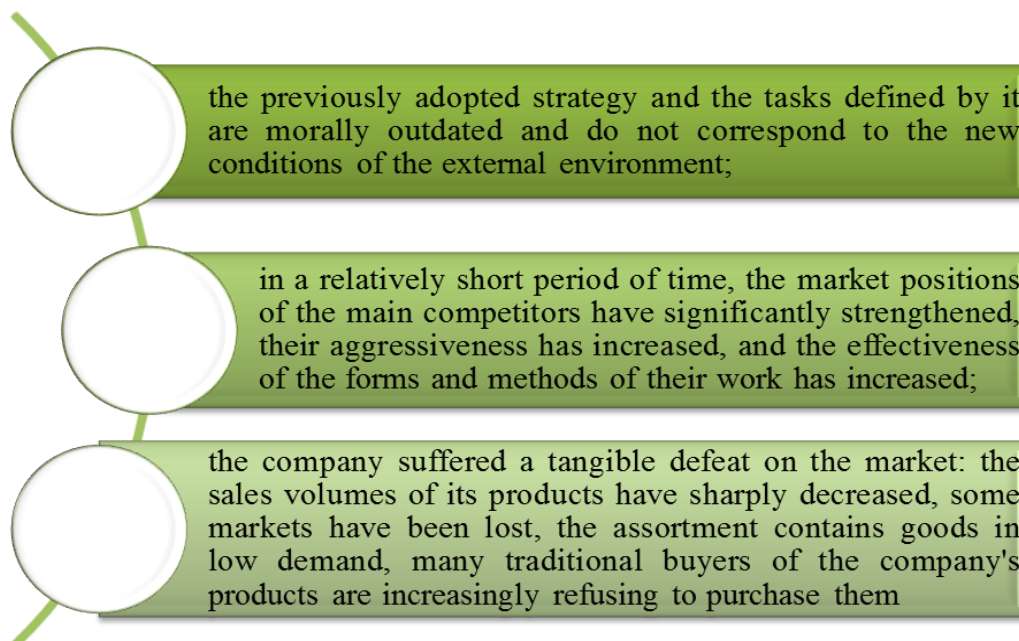 the previously adopted strategy and the tasks defined by it
are morally outdated and do not correspond to the new
conditions of the external environment;
in a relatively short period of time, the market positions
of the main competitors have significantly strengthened,
their aggressiveness has increased, and the effectiveness
of the forms and methods of their work has increased;
the company suffered a tangible defeat on the market: the
sales volumes of its products have sharply decreased, some
markets have been lost, the assortment contains goods in
low demand, many traditional buyers of the company's
products are increasingly refusing to purchase them